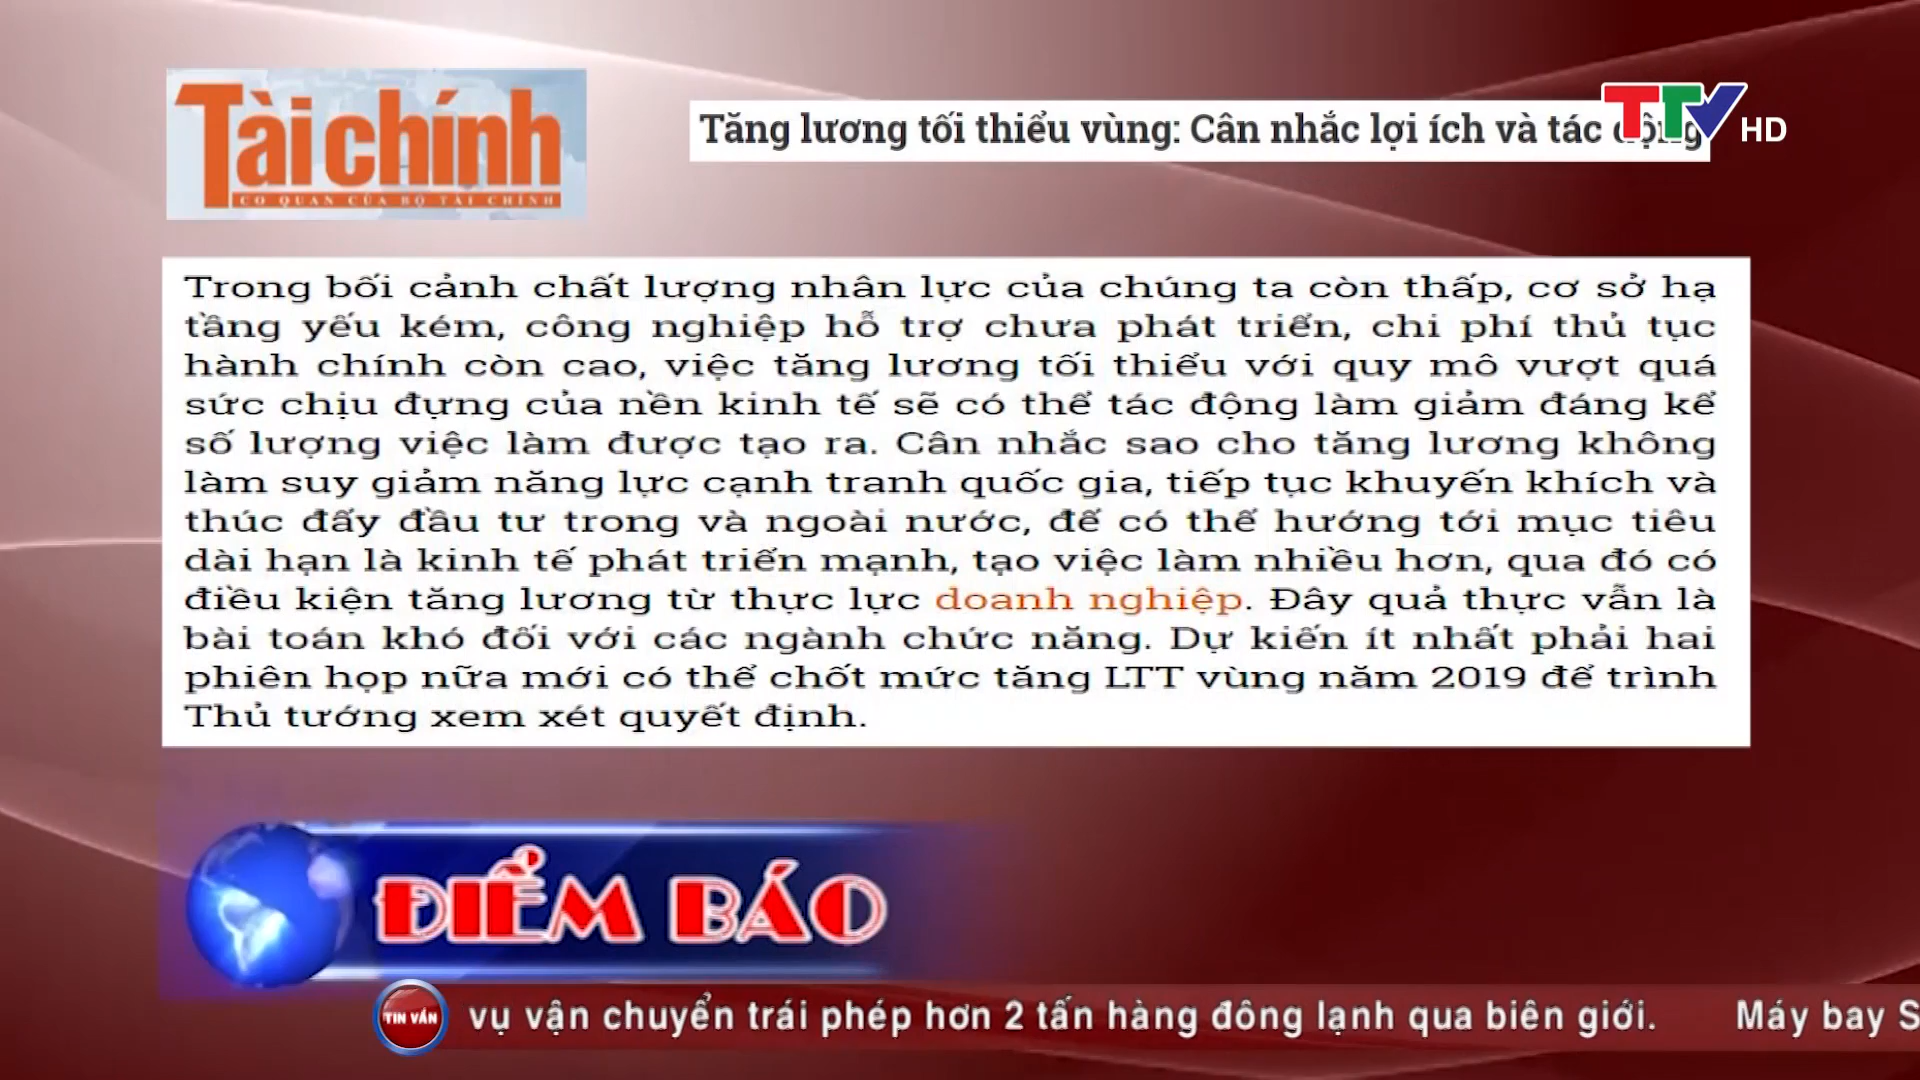 Tài chính
CƠ QUAN CỦA BỘ TÀI CHÍNH
Tăng lương tối thiểu vùng: Cân nhắc lợi ích và tác động
TTV HD
Trong bối cảnh chất lượng nhân lực của chúng ta còn thấp, cơ sở hạ
tầng yếu kém, công nghiệp hỗ trợ chưa phát triển, chi phí thủ tục
hành chính còn cao, việc tăng lương tối thiểu với quy mô vượt quá
sức chịu đựng của nền kinh tế sẽ có thể tác động làm giảm đáng kể
số lượng việc làm được tạo ra. Cân nhắc sao cho tăng lương không
làm suy giảm năng lực cạnh tranh quốc gia, tiếp tục khuyến khích và
thúc đẩy đầu tư trong và ngoài nước, để có thể hướng tới mục tiêu
dài hạn là kinh tế phát triển mạnh, tạo việc làm nhiều hơn, qua đó có
điều kiện tăng lương từ thực lực doanh nghiệp. Đây quả thực vẫn là
bài toán khó đối với các ngành chức năng. Dự kiến ít nhất phải hai
phiên họp nữa mới có thể chốt mức tăng LTT vùng năm 2019 để trình
Thủ tướng xem xét quyết định.
ĐIỂM BÁO
TIN VẮN
vụ vận chuyển trái phép hơn 2 tấn hàng đông lạnh qua biên giới. Máy bay S